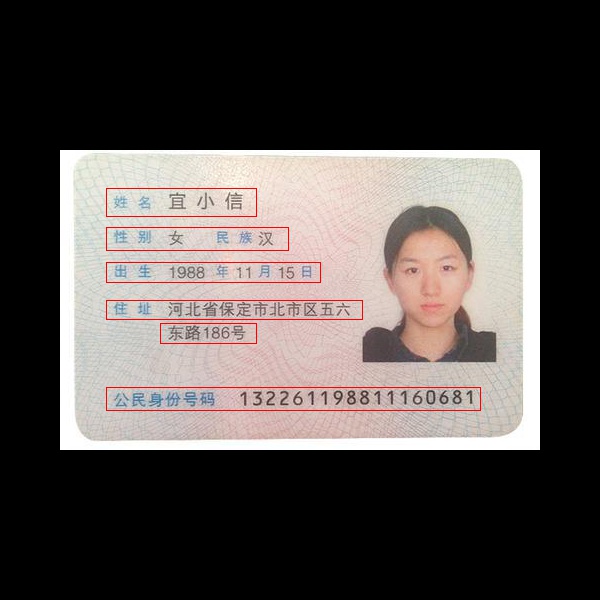 姓名 宜小信
性别 女 民族 汉
出生 1988 年 11 月 15 日
住址 河北省保定市北市区五六
东路186号
公民身份号码 132261198811160681